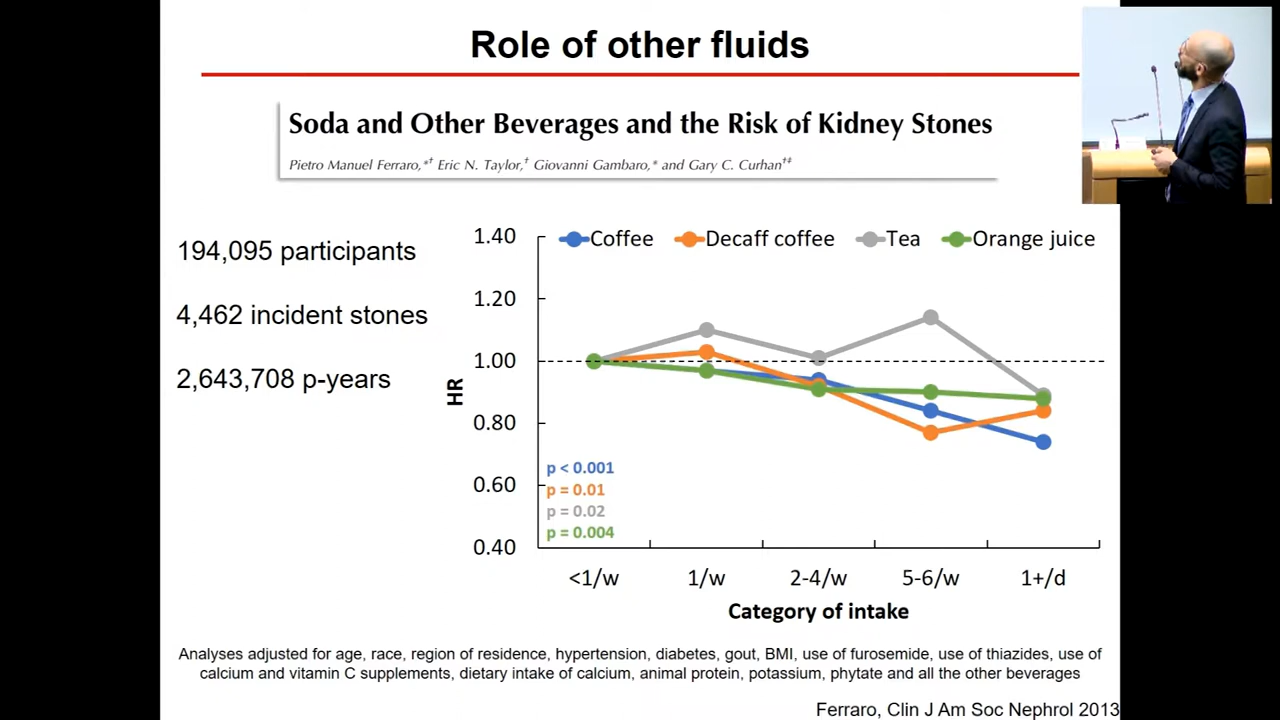 Role of other fluids
Soda and Other Beverages and the Risk of Kidney Stones
Pietro Manuel Ferraro,*† Eric N. Taylor,† Giovanni Gambaro,* and Gary C. Curhan†‡
194,095 participants
4,462 incident stones
2,643,708 p-years
Coffee Decaff coffee Tea Orange juice
1.40
1.20
1.00
0.80
0.60
0.40
HR
p < 0.001
p = 0.01
p = 0.02
p = 0.004
<1/w 1/w 2-4/w 5-6/w 1+/d
Category of intake
Analyses adjusted for age, race, region of residence, hypertension, diabetes, gout, BMI, use of furosemide, use of thiazides, use of
calcium and vitamin C supplements, dietary intake of calcium, animal protein, potassium, phytate and all the other beverages
Ferraro, Clin J Am Soc Nephrol 2013